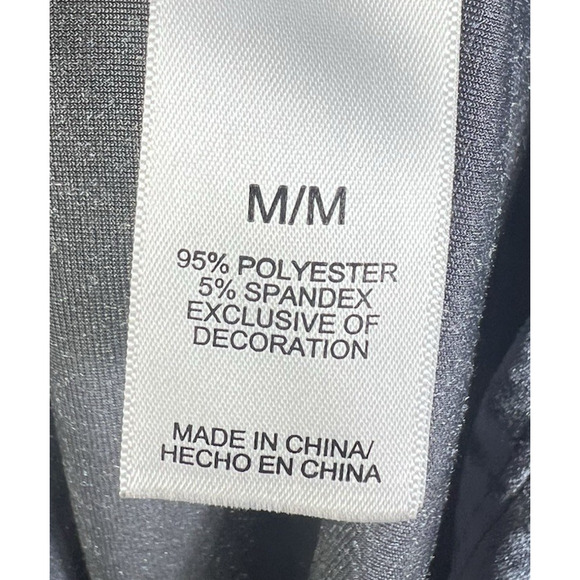 M/M
95% POLYESTER
5% SPANDEX
EXCLUSIVE OF
DECORATION
MADE IN CHINA/
HECHO EN CHINA